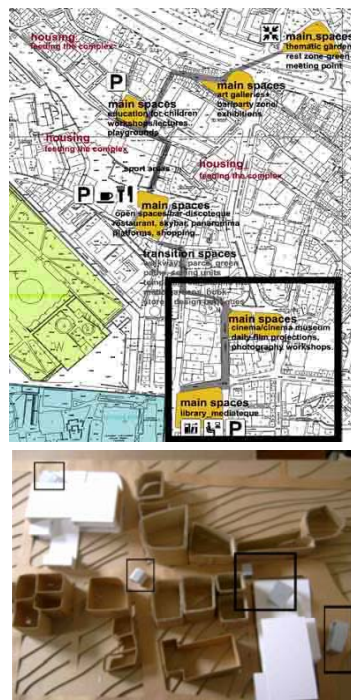 main spaces
thematic garden
rest zone-green
meeting point
housing
feeding the complex
P
main spaces
art galleries+
bar/party zone/
exhibitions
main spaces
education for children
workshops/lectures
playgrounds
housing
feeding the complex
housing
feeding the complex
sport areas
P
main spaces
open spaces/bar-discoteque
restaurant, skybar, panaroima
platforms, shopping
transition spaces
walkways, parcs, green
main spaces
cinema/cinema museum
daily film projections,
photography workshops
main spaces
library_mediateque
P